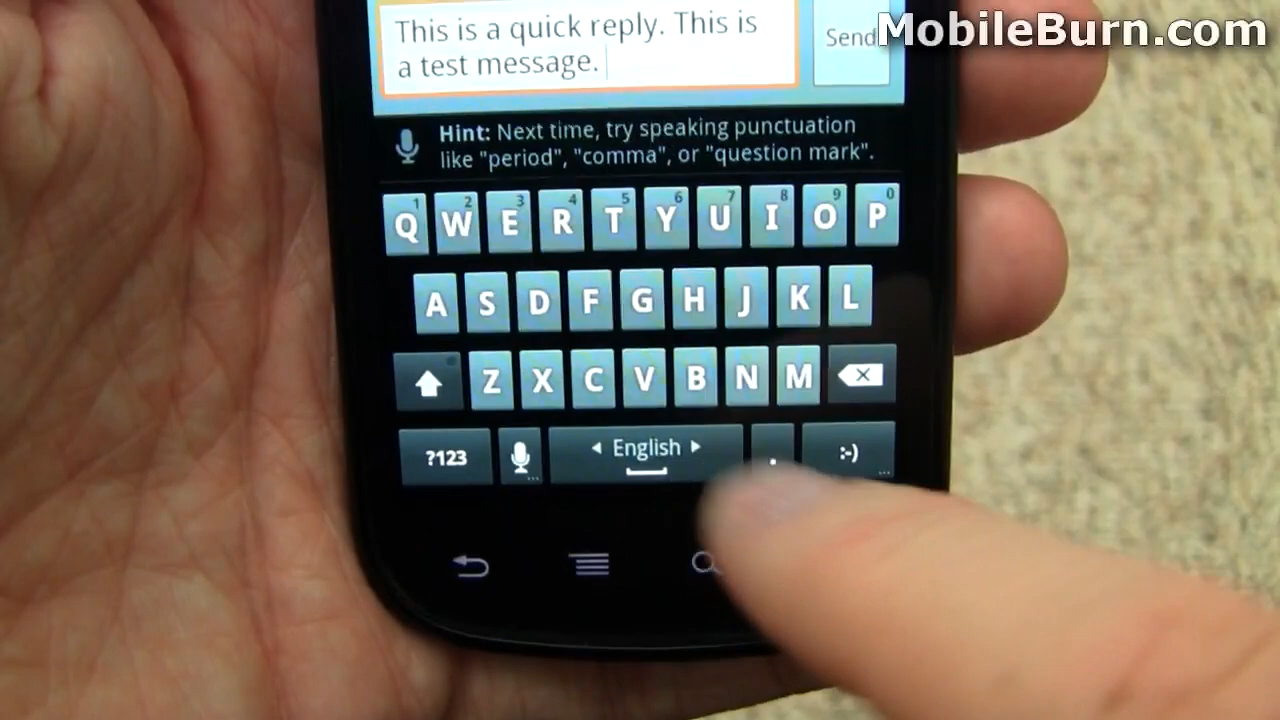 This is a quick reply. This is
a test message.
Send
MobileBurn.com
Hint: Next time, try speaking punctuation
like "period", "comma", or "question mark".
1 2 3 4 5 6 7 8 9 0
Q W E R T Y U I O P
A S D F G H J K L
Z X C V B N M
?123 English . :-)